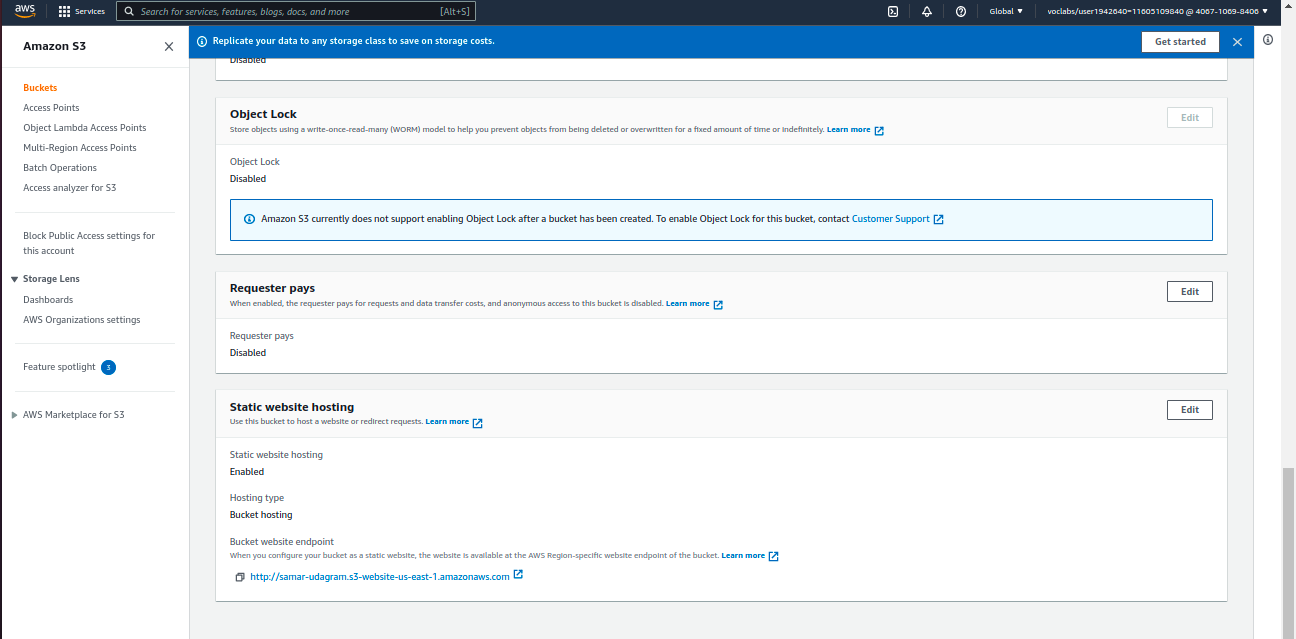 aws Services Search for services, features, blogs, docs, and more [Alt+S] Global ▼ voclabs/user1942640=11605109840 @ 4067-1069-8406 ▼
Amazon S3
Buckets
Access Points
Object Lambda Access Points
Multi-Region Access Points
Batch Operations
Access analyzer for S3
Block Public Access settings for
this account
Storage Lens
Dashboards
AWS Organizations settings
Feature spotlight 3
AWS Marketplace for S3
Replicate your data to any storage class to save on storage costs. Get started
Disabled
Object Lock
Edit
Store objects using a write-once-read-many (WORM) model to help you prevent objects from being deleted or overwritten for a fixed amount of time or indefinitely. Learn more
Object Lock
Disabled
Amazon S3 currently does not support enabling Object Lock after a bucket has been created. To enable Object Lock for this bucket, contact Customer Support
Requester pays
Edit
When enabled, the requester pays for requests and data transfer costs, and anonymous access to this bucket is disabled. Learn more
Requester pays
Disabled
Static website hosting
Edit
Use this bucket to host a website or redirect requests. Learn more
Static website hosting
Enabled
Hosting type
Bucket hosting
Bucket website endpoint
When you configure your bucket as a static website, the website is available at the AWS Region-specific website endpoint of the bucket. Learn more
http://samar-udagram.s3-website-us-east-1.amazonaws.com